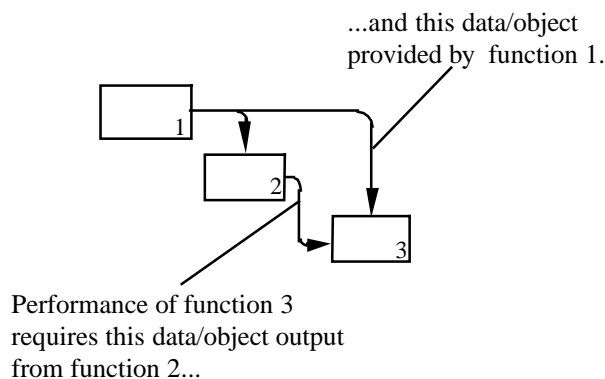 ...and this data/object
provided by function 1.
1
2
3
Performance of function 3
requires this data/object output
from function 2...